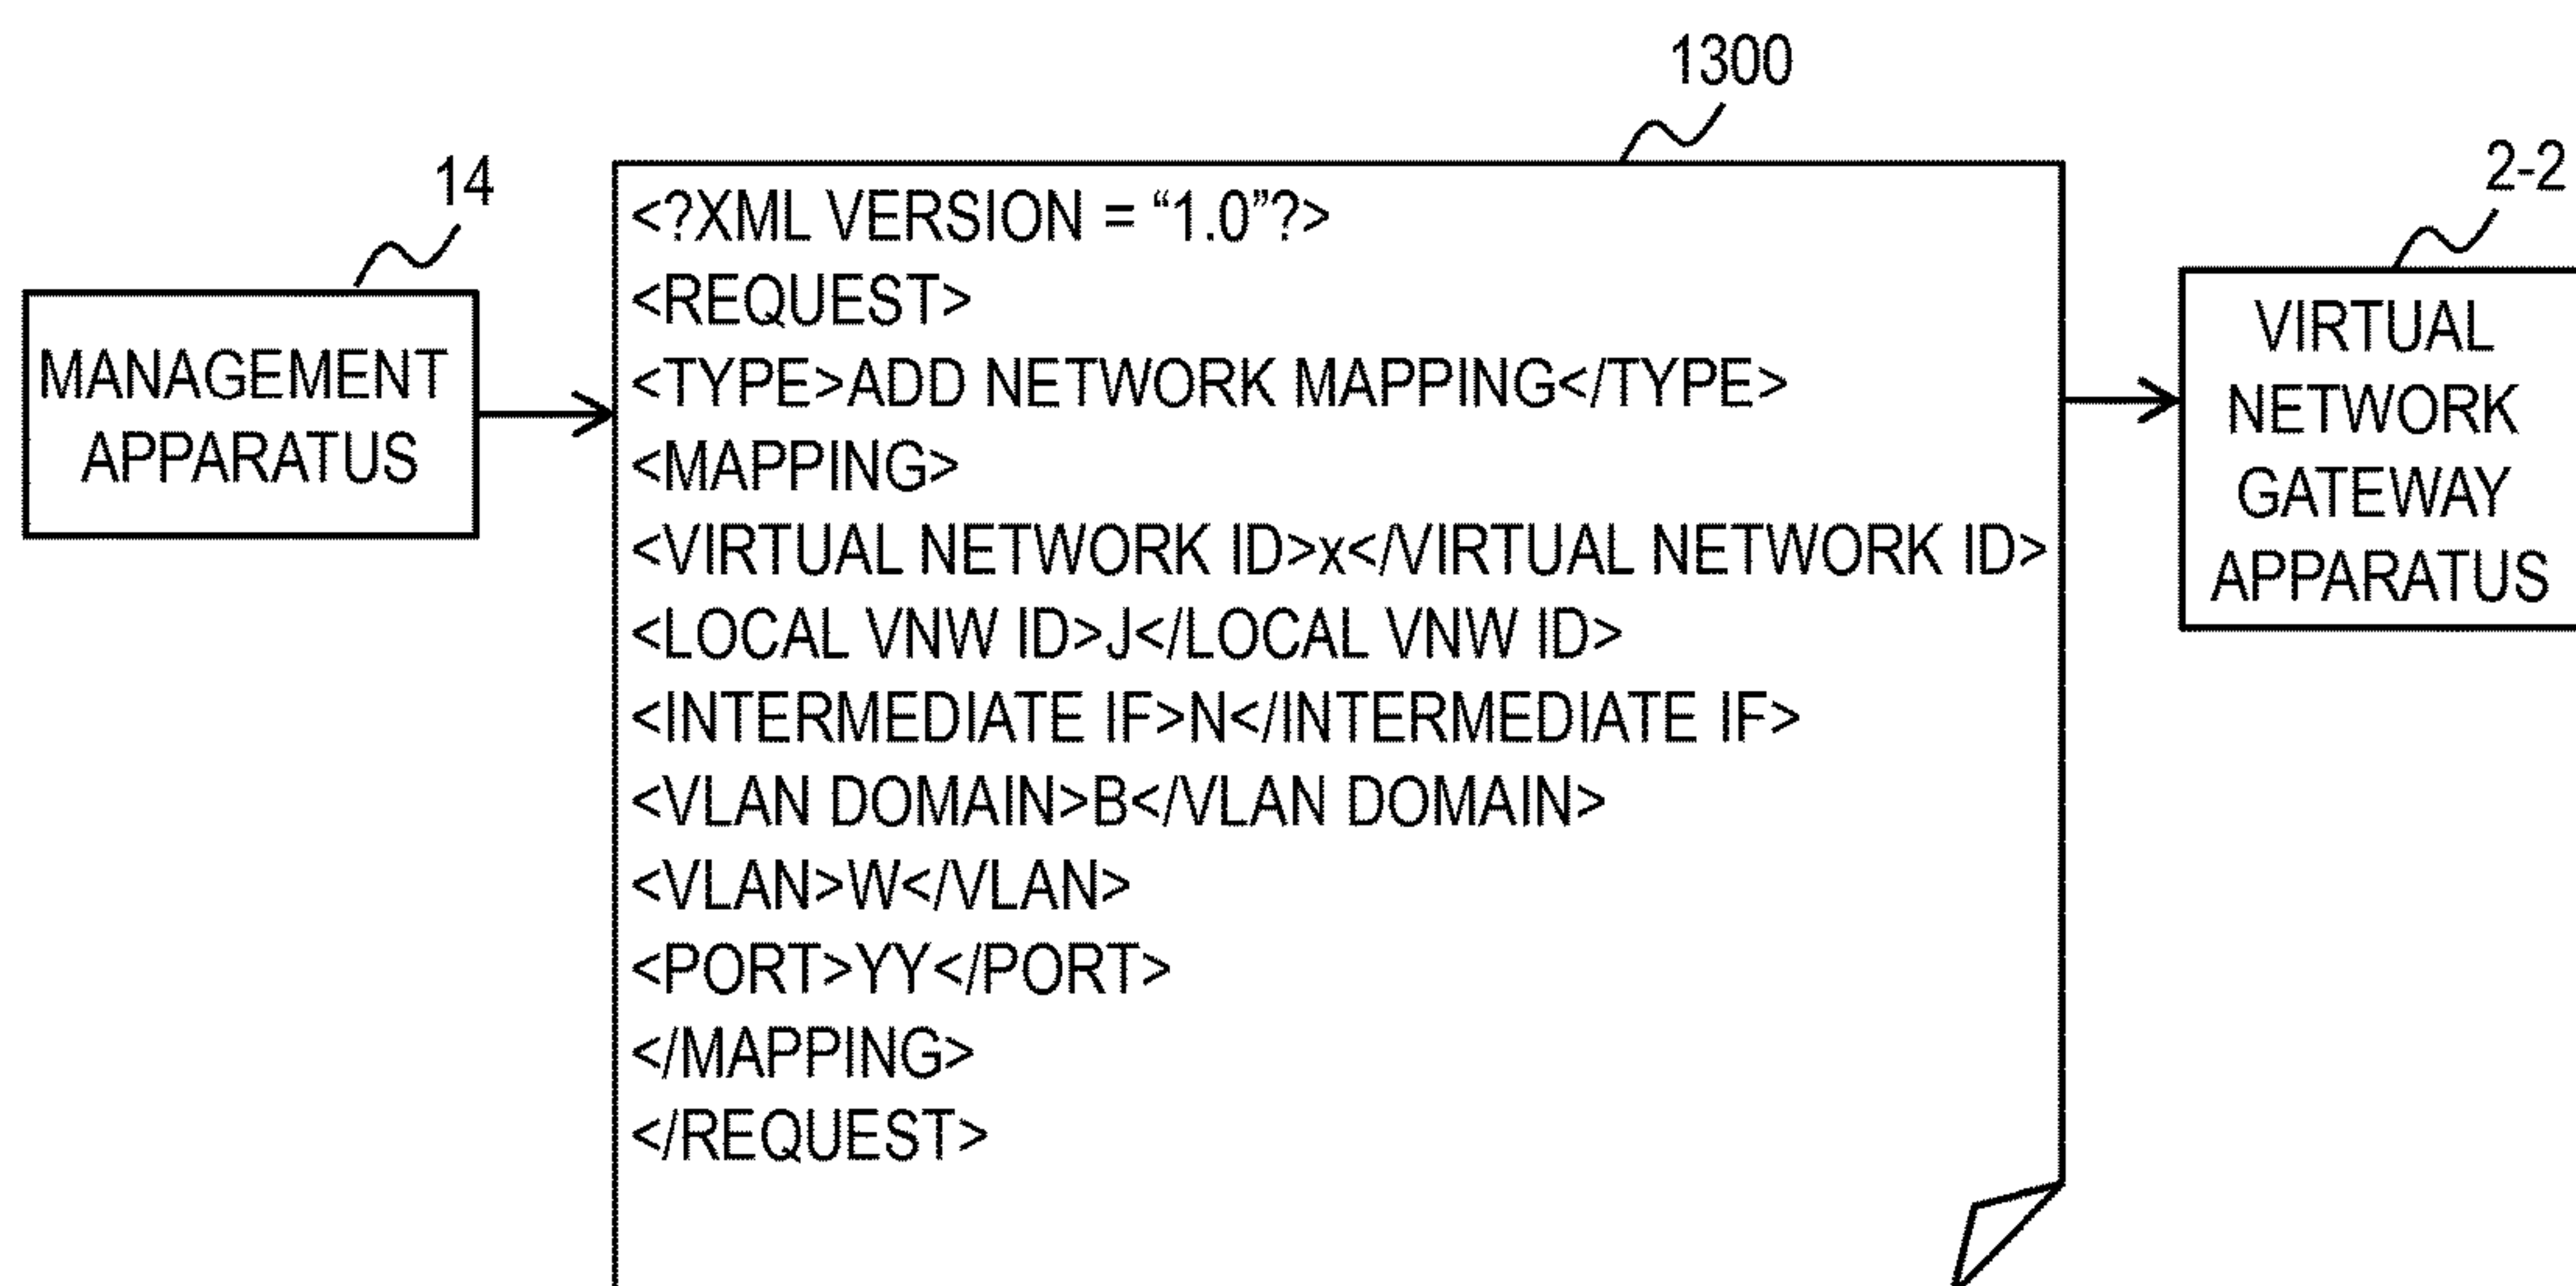 1300
14
2-2
MANAGEMENT
APPARATUS
<?XML VERSION = “1.0”?>
<REQUEST>
<TYPE>ADD NETWORK MAPPING</TYPE>
<MAPPING>
<VIRTUAL NETWORK ID>x</VIRTUAL NETWORK ID>
<LOCAL VNW ID>J</LOCAL VNW ID>
<INTERMEDIATE IF>N</INTERMEDIATE IF>
<VLAN DOMAIN>B</VLAN DOMAIN>
<VLAN>W</VLAN>
<PORT>YY</PORT>
</MAPPING>
</REQUEST>
VIRTUAL
NETWORK
GATEWAY
APPARATUS